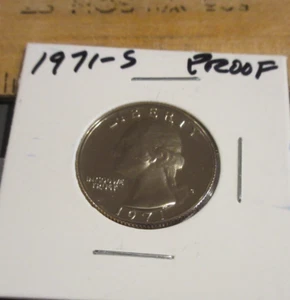 1971-S PROOF
LIBERTY
IN GOD WE
TRUST
1971